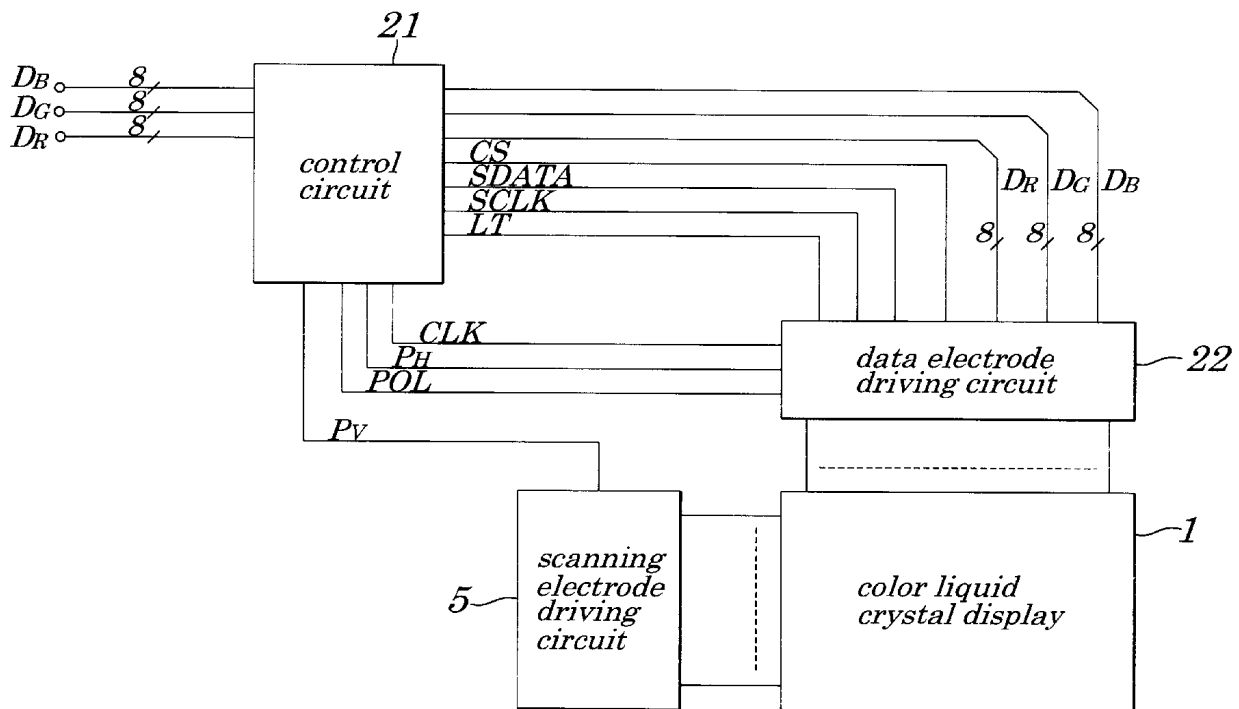 21
DB 8
DG 8
DR 8
control
circuit
CS
SDATA
SCLK
LT
DR DG DB
8 8 8
CLK
PH
POL
data electrode
driving circuit
22
PV
scanning
electrode
driving
circuit
5
color liquid
crystal display
1